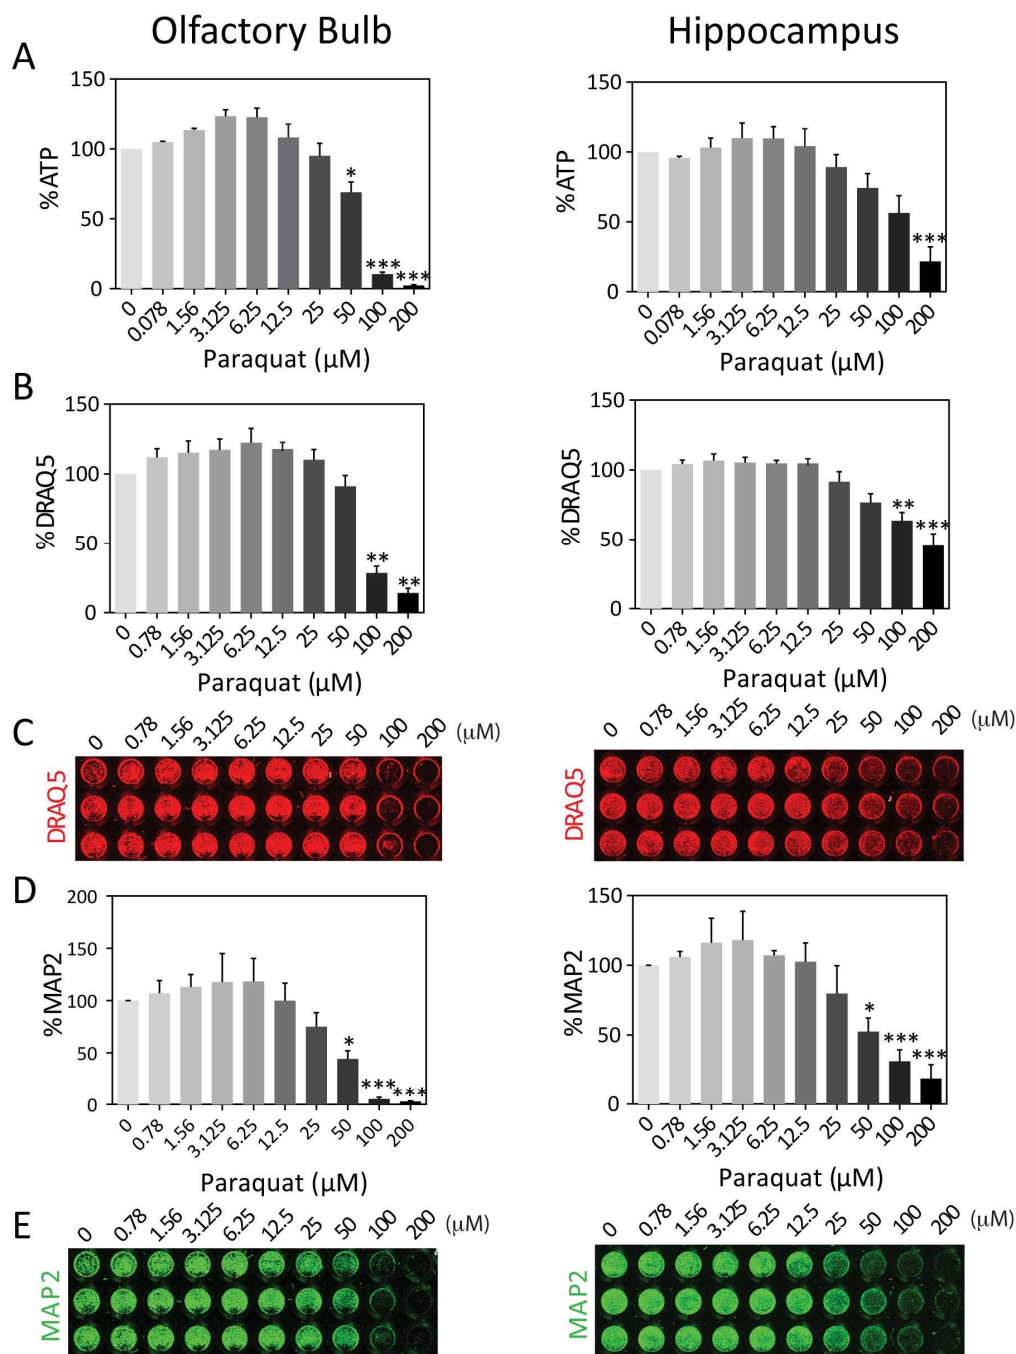 Olfactory Bulb
Hippocampus
A
150
100
50
0
%ATP
*
***
***
0 0.078 1.56 3.125 6.25 12.5 25 50 100 200
Paraquat (µM)
150
100
50
0
%ATP
***
0 0.078 1.56 3.125 6.25 12.5 25 50 100 200
Paraquat (µM)
B
150
100
50
0
%DRAQ5
**
**
0 0.78 1.56 3.125 6.25 12.5 25 50 100 200
Paraquat (µM)
150
100
50
0
%DRAQ5
**
***
0 0.78 1.56 3.125 6.25 12.5 25 50 100 200
Paraquat (µM)
C
0 0.78 1.56 3.125 6.25 12.5 25 50 100 200 (µM)
DRAQ5
0 0.78 1.56 3.125 6.25 12.5 25 50 100 200 (µM)
DRAQ5
D
200
150
100
50
0
%MAP2
*
***
***
0 0.78 1.56 3.125 6.25 12.5 25 50 100 200
Paraquat (µM)
150
100
50
0
%MAP2
*
***
***
0 0.78 1.56 3.125 6.25 12.5 25 50 100 200
Paraquat (µM)
E
0 0.78 1.56 3.125 6.25 12.5 25 50 100 200 (µM)
MAP2
0 0.78 1.56 3.125 6.25 12.5 25 50 100 200 (µM)
MAP2